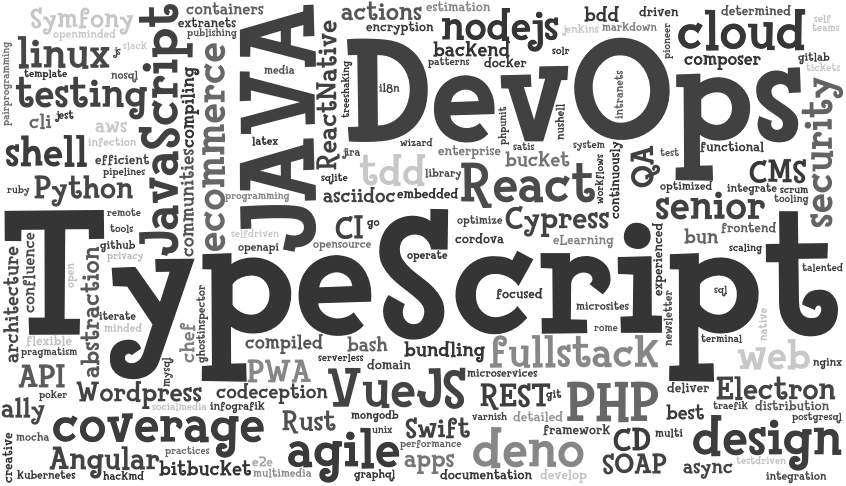 containers
actions
estimation
nodejs
bdd
driven
determined
Symfony
openminded
extranets
publishing
encryption
jenkins
markdown
pioneer
cloud
self
teams
linux
js
slack
JavaScript
JAVA
ReactNative
DevOps
backend
solr
composer
gitlab
tickets
pairprogramming
template
nosql
communities
compiling
ecommerce
media
treeshaking
il8n
patterns
docker
intranets
testing
jest
cli
aws
infection
latex
wizard
phpunit
satis
nushell
system
functional
security
shell
efficient
pipelines
jira
tdd
enterprise
library
bucket
workflows
continuously
QA
test
CMS
ruby
Python
programming
sqlite
asciidoc
embedded
React
optimized
integrate
scrum
tooling
TypeScript
remote
tools
github
privacy
selfdriven
openapi
CI
go
opensource
optimize
cordova
Cypress
eLearning
senior
bun
frontend
scaling
experienced
architecture
confluence
open
abstraction
operate
talented
iterate
minded
ghostinspector
focused
microsites
rome
newsletter
sql
flexible
pragmatism
chef
mysql
compiled
serverless
bash
domain
bundling
fullstack
terminal
native
web
nginx
API
poker
PWA
codeception
VueJS
microservices
REST
git
PHP
deliver
Electron
Wordpress
socialmedia
infografik
mongodb
varnish
detailed
best
traefik
distribution
postgresql
a11y
coverage
Rust
unix
Swift
framework
CD
multi
design
creative
mocha
practices
performance
deno
Angular
bitbucket
e2e
multimedia
agile
apps
SOAP
async
testdriven
Kubernetes
hackmd
graphql
documentation
develop
integration